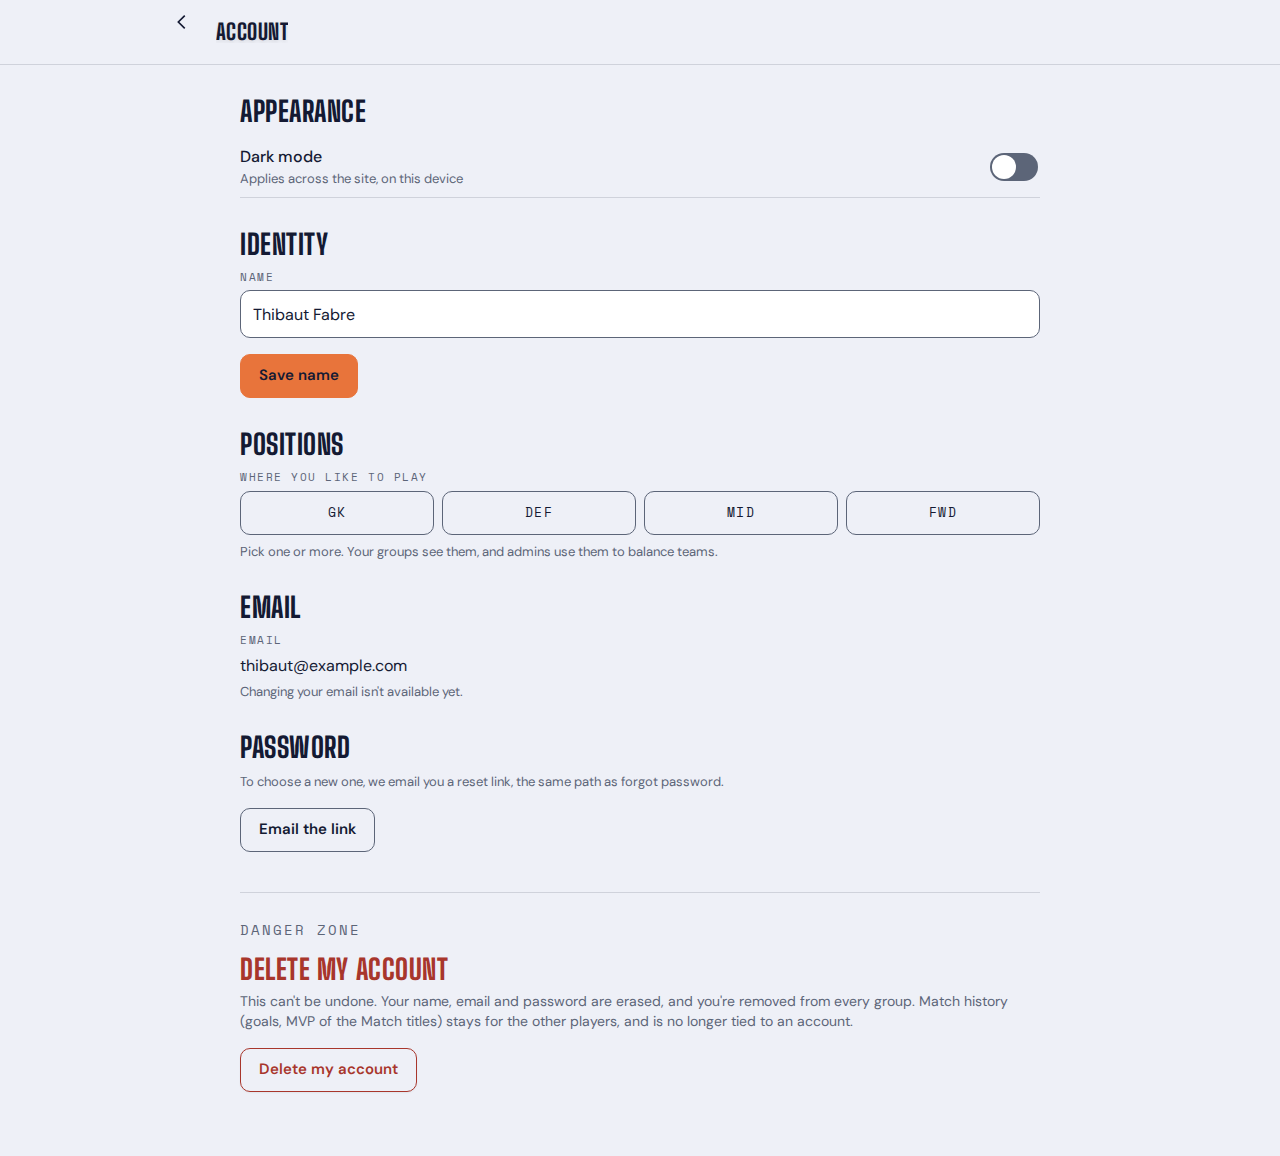 ACCOUNT
APPEARANCE
Dark mode
Applies across the site, on this device
IDENTITY
NAME
Thibaut Fabre
Save name
POSITIONS
WHERE YOU LIKE TO PLAY
GK DEF MID FWD
Pick one or more. Your groups see them, and admins use them to balance teams.
EMAIL
EMAIL
thibaut@example.com
Changing your email isn't available yet.
PASSWORD
To choose a new one, we email you a reset link, the same path as forgot password.
Email the link
DANGER ZONE
DELETE MY ACCOUNT
This can't be undone. Your name, email and password are erased, and you're removed from every group. Match history
(goals, MVP of the Match titles) stays for the other players, and is no longer tied to an account.
Delete my account